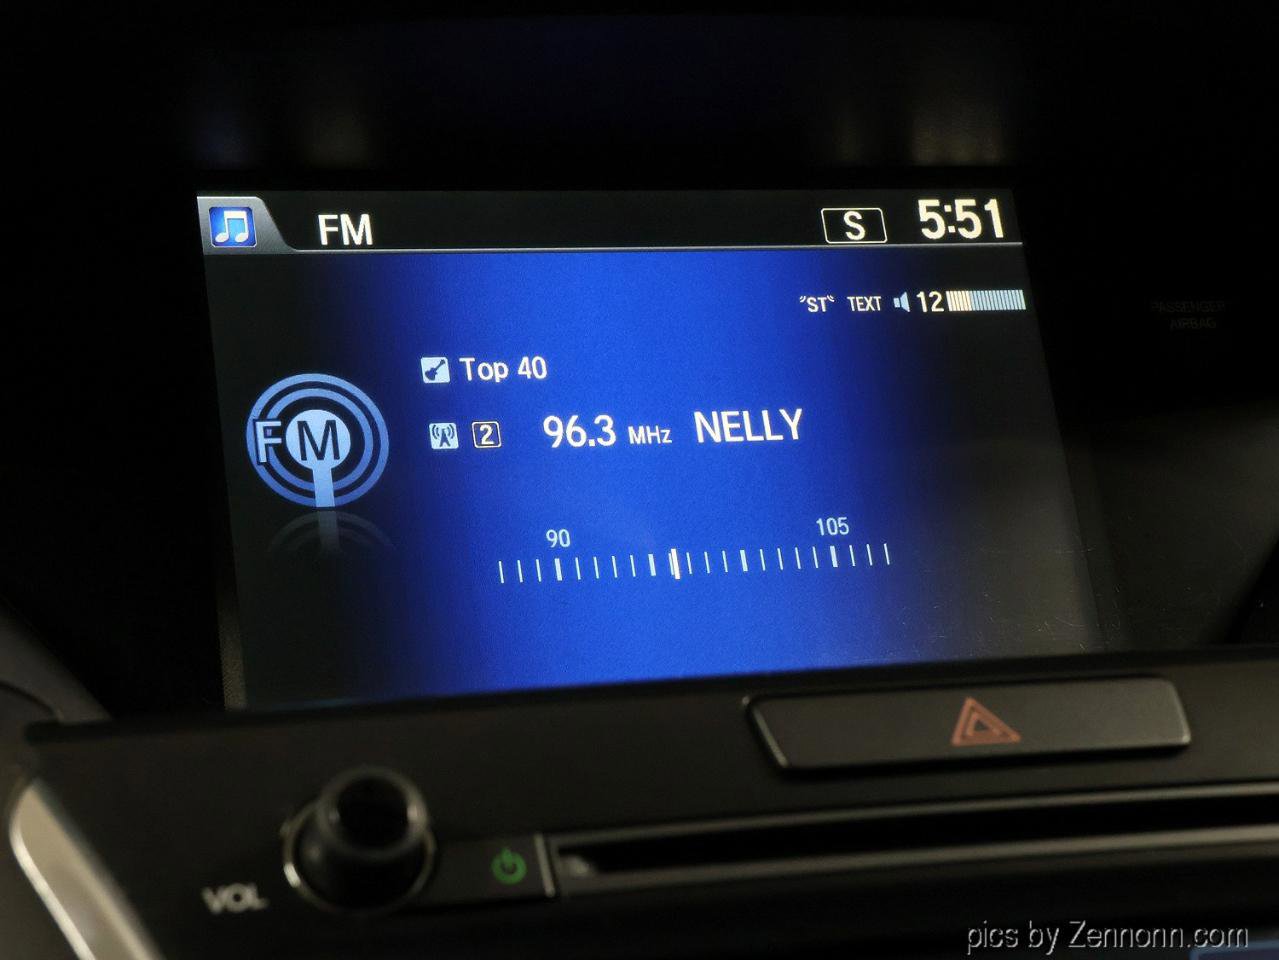 FM
S
5:51
"ST" TEXT 12
Top 40
FM
2 96.3 MHz NELLY
90 105
PASSENGER
AIRBAG
VOL
pics by Zennonn.com